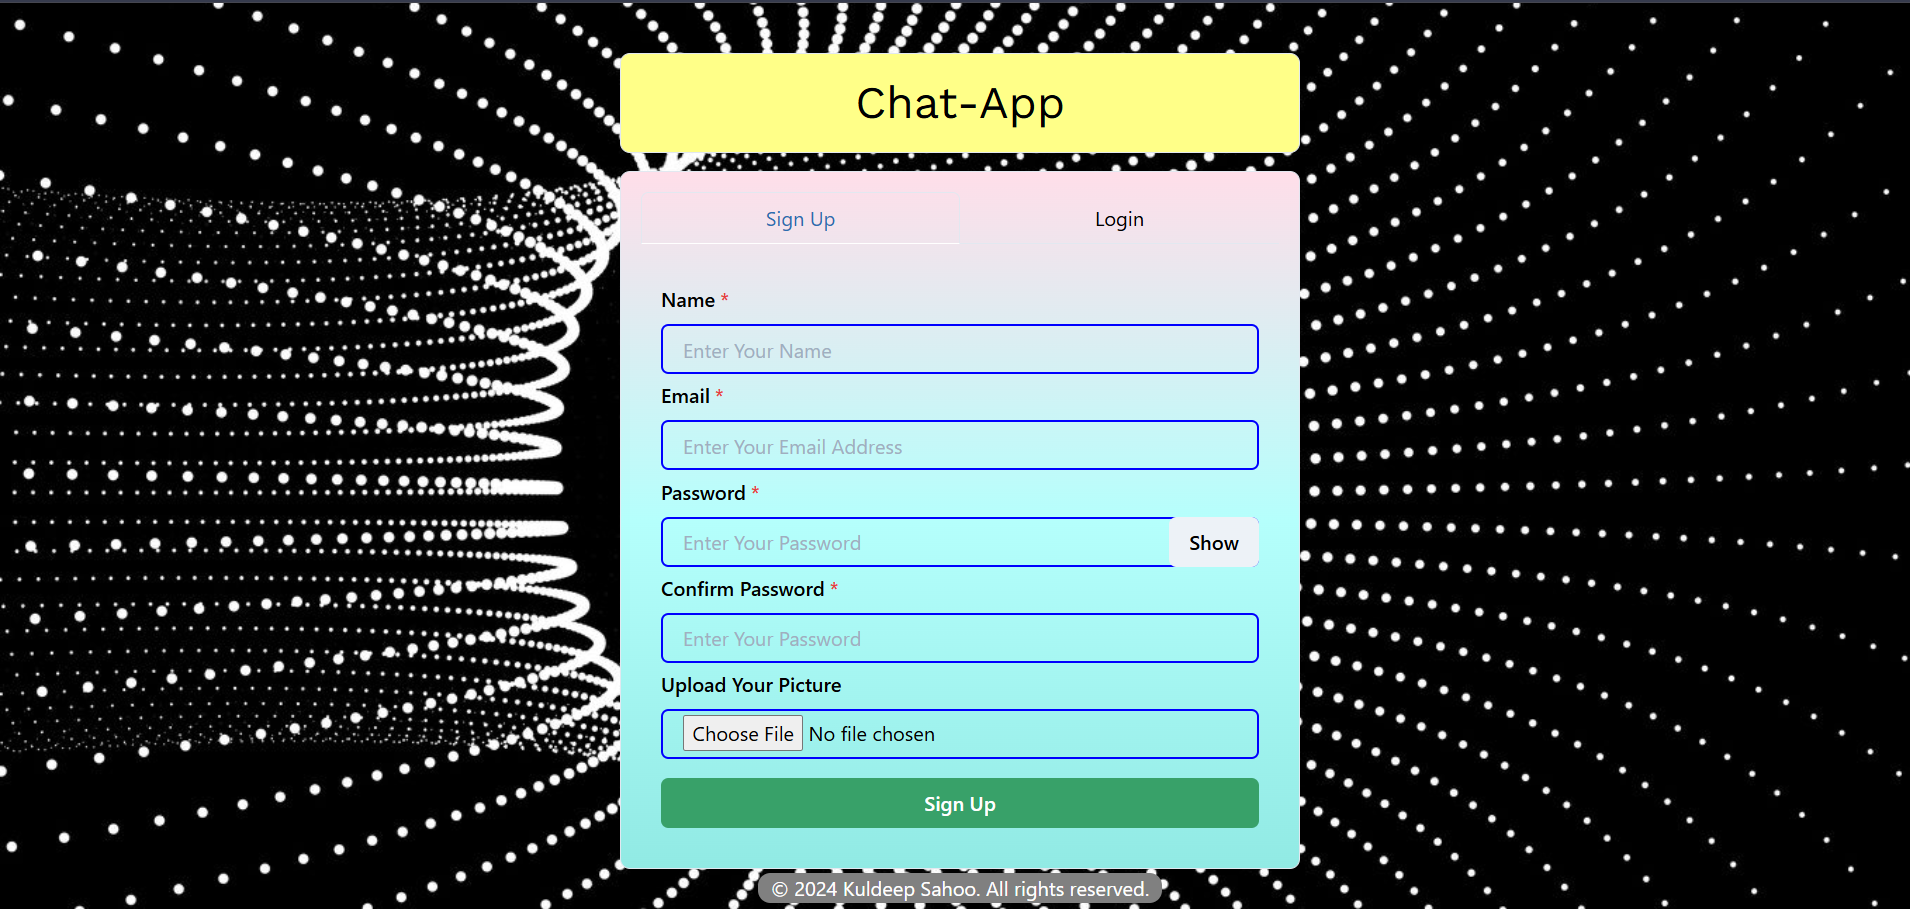 Chat-App
Sign Up
Login
Name *
Enter Your Name
Email *
Enter Your Email Address
Password *
Enter Your Password
Show
Confirm Password *
Enter Your Password
Upload Your Picture
Choose File No file chosen
Sign Up
© 2024 Kuldeep Sahoo. All rights reserved.